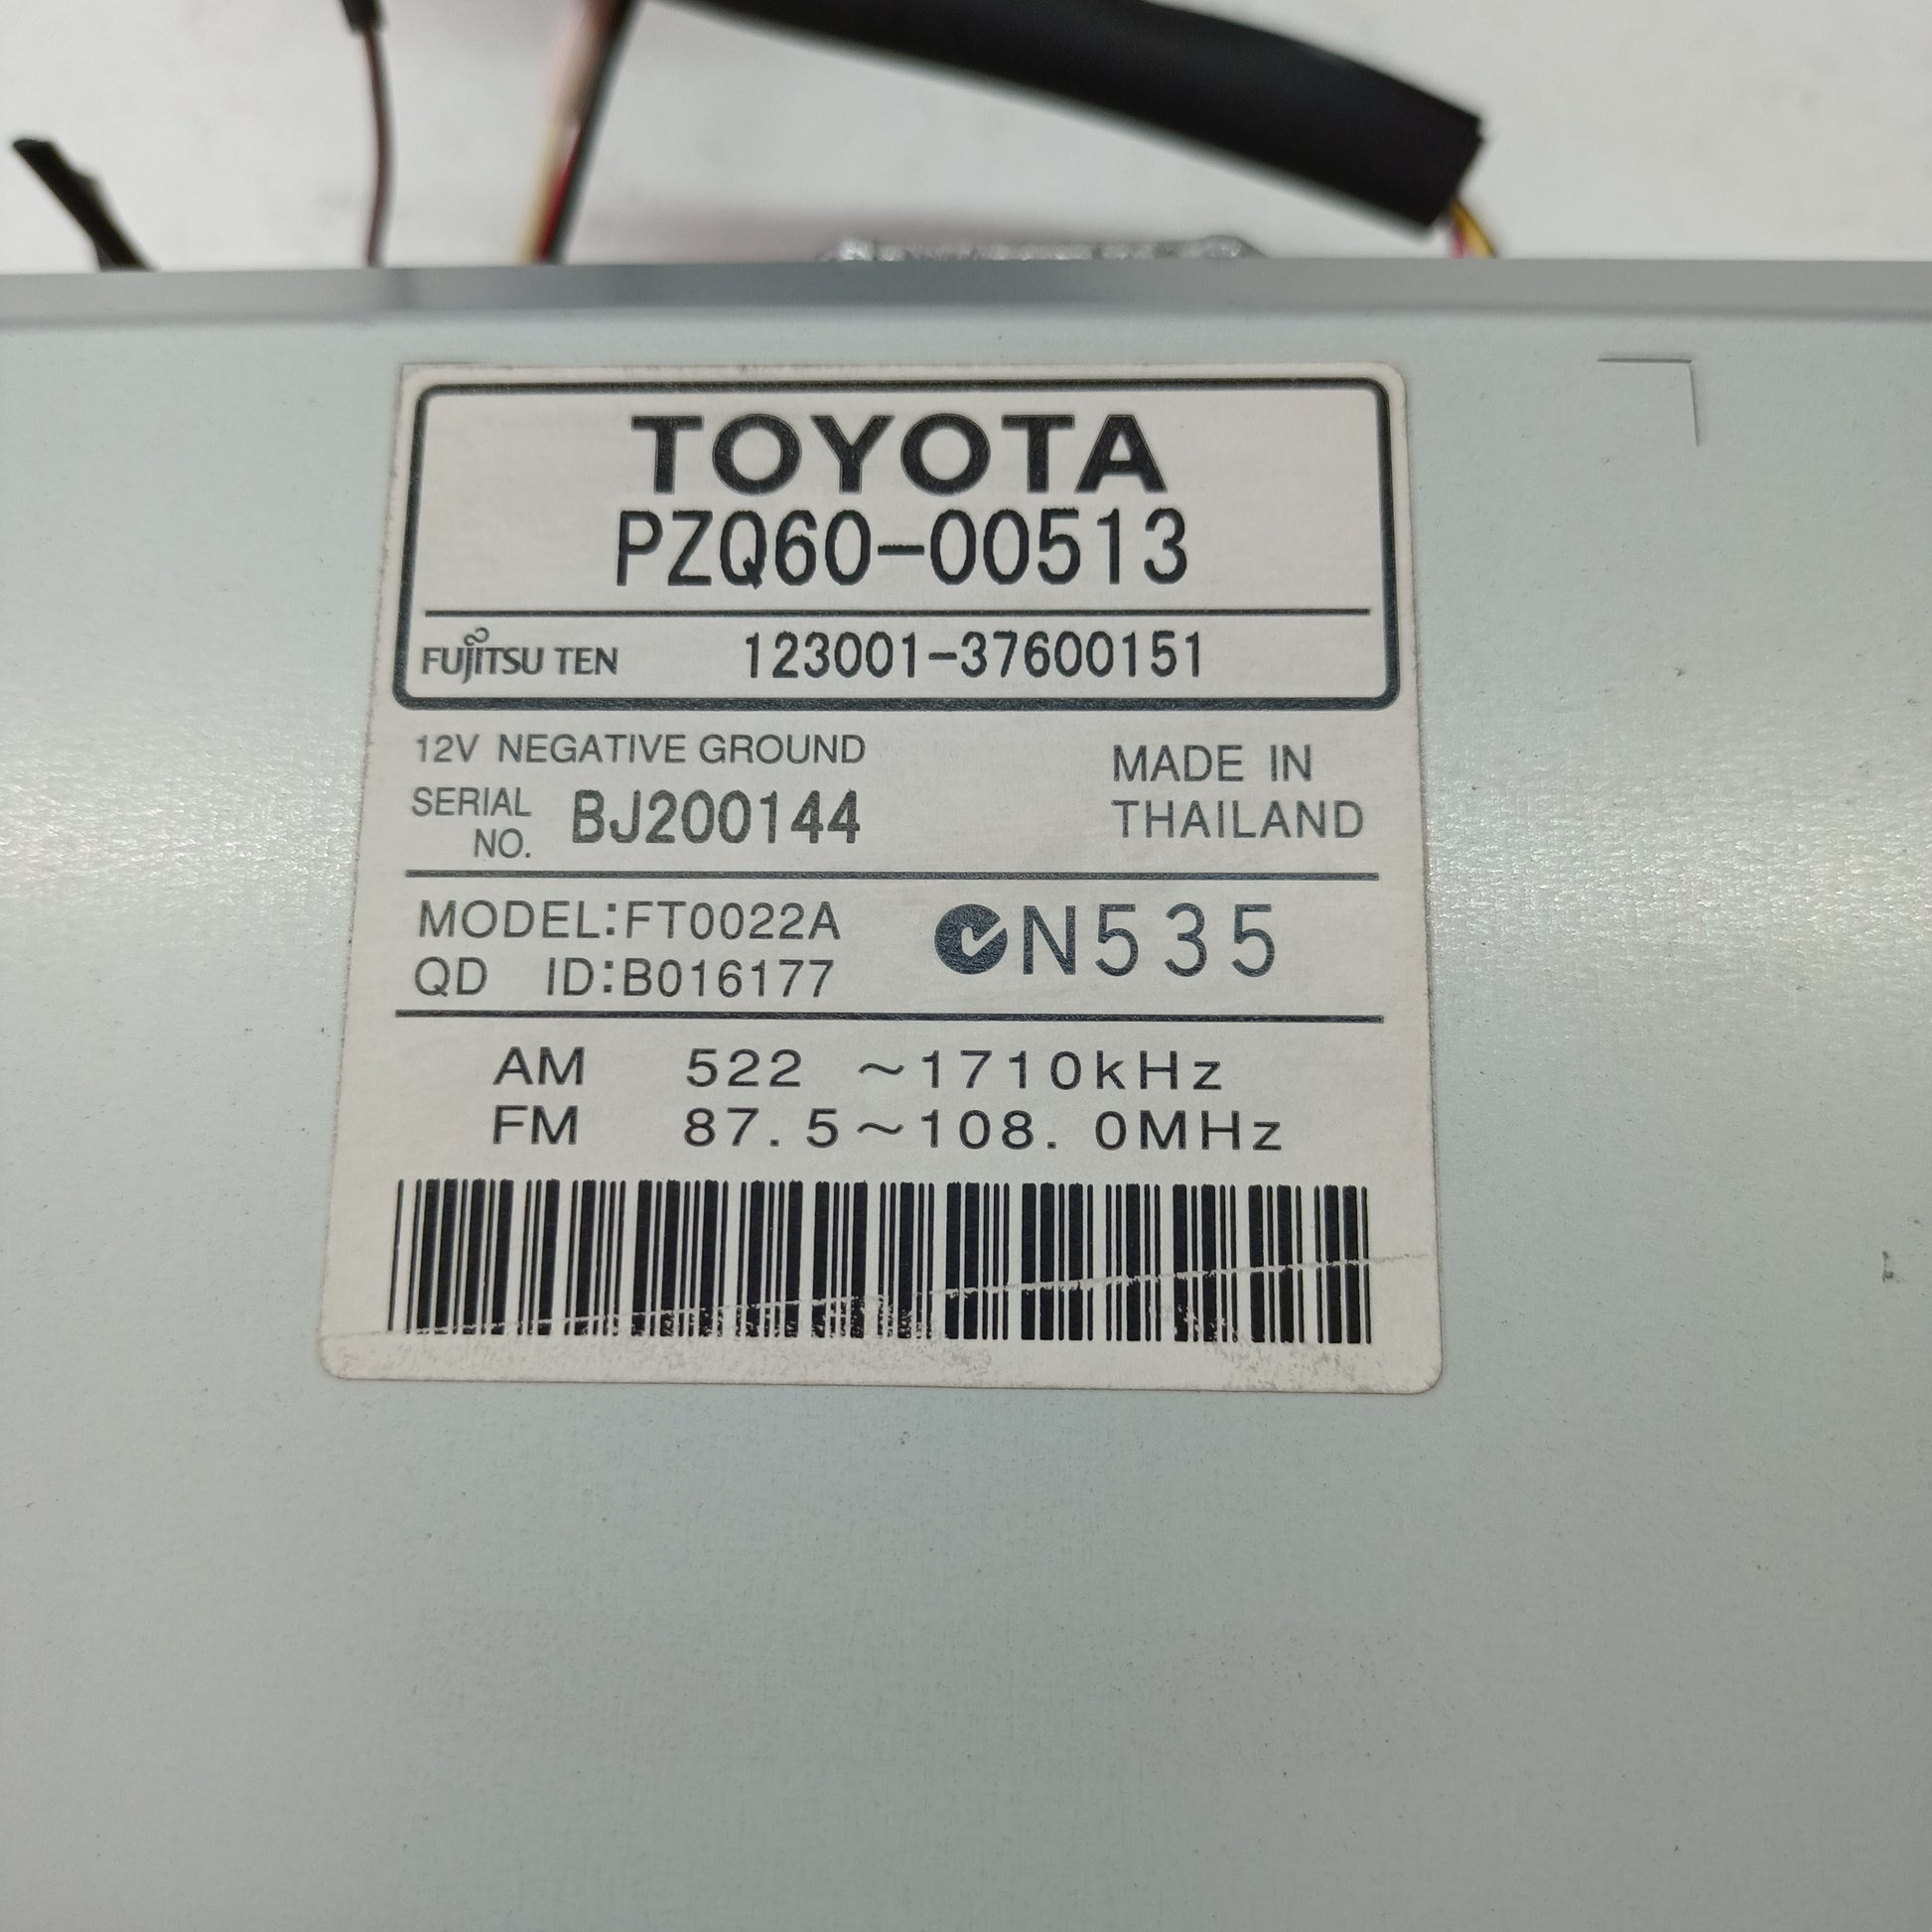 TOYOTA
PZQ60-00513
FUJITSU TEN 123001-37600151
12V NEGATIVE GROUND
SERIAL NO. BJ200144
MADE IN
THAILAND
MODEL:FT0022A
QD ID:B016177
N535
AM 522 ~1710kHz
FM 87.5~108.0MHz